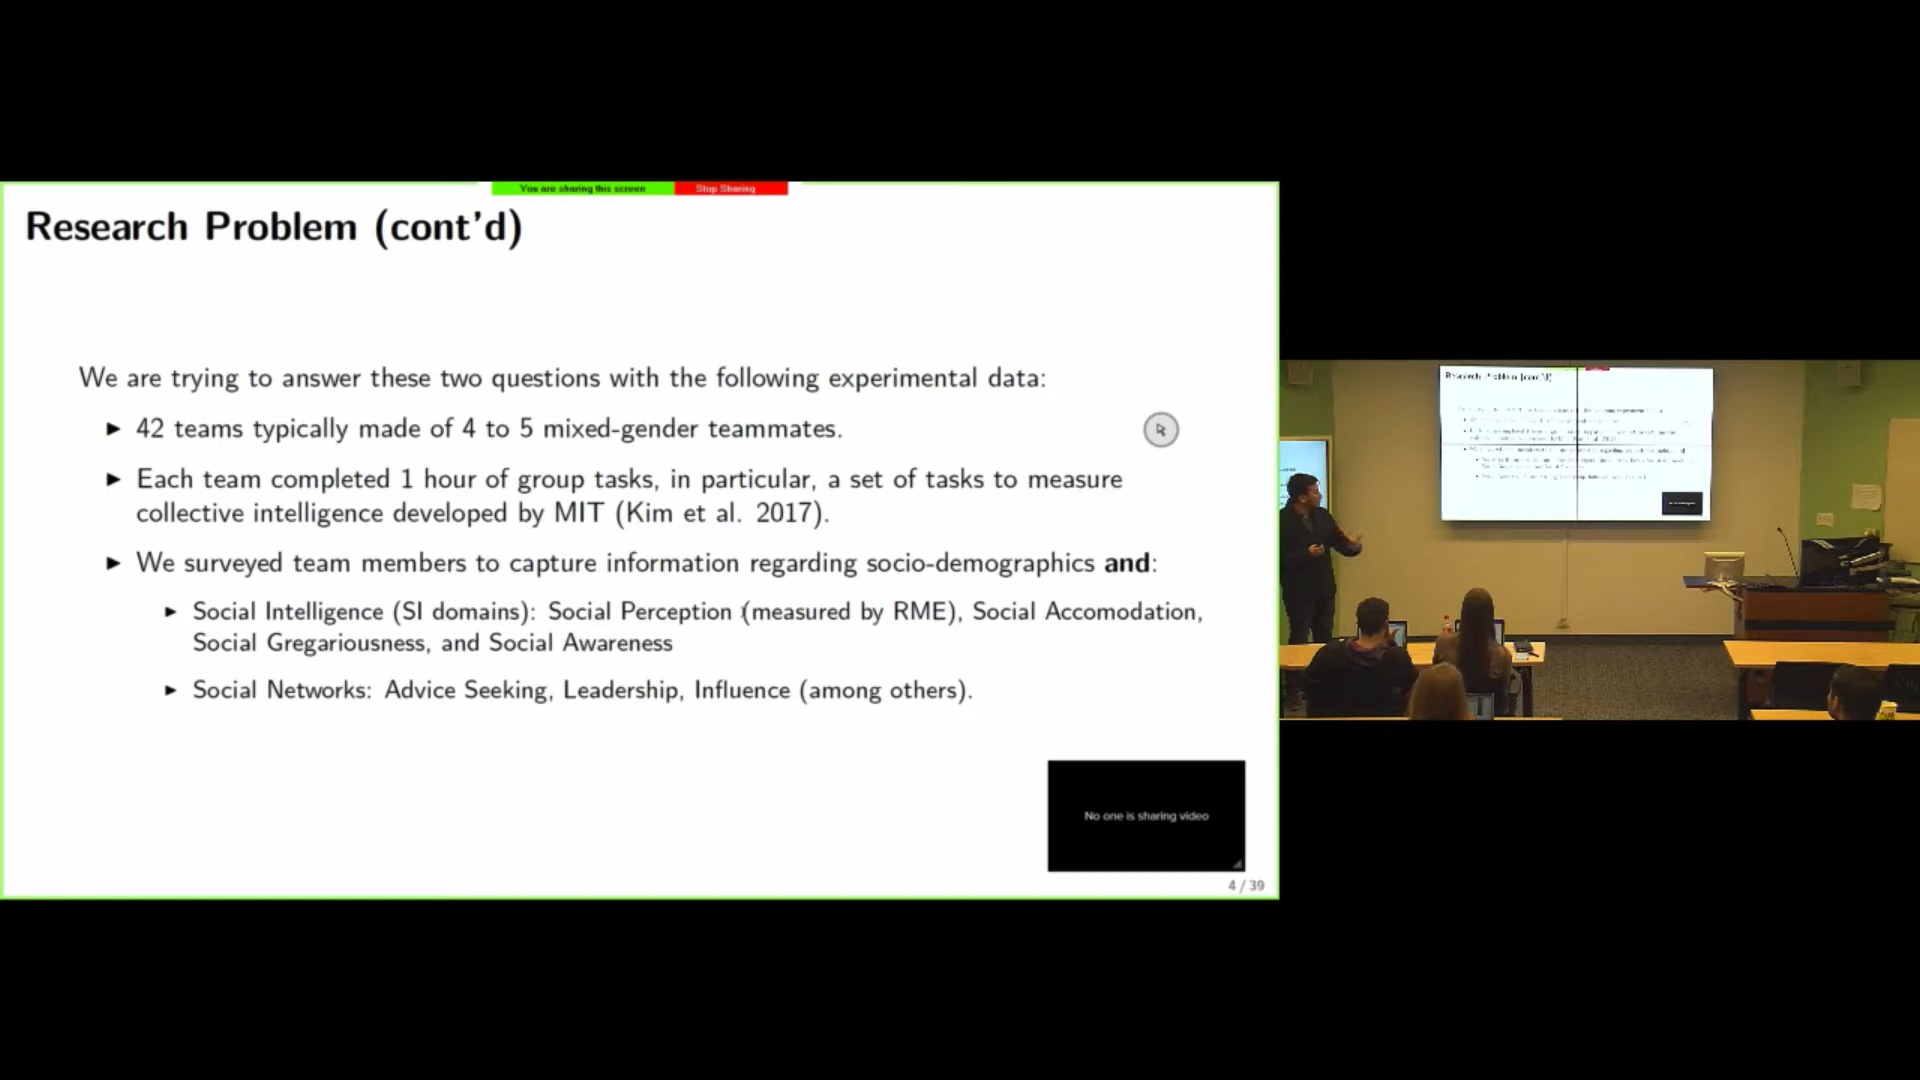 You are sharing this screen
Stop Sharing
Research Problem (cont'd)
We are trying to answer these two questions with the following experimental data:
► 42 teams typically made of 4 to 5 mixed-gender teammates.
► Each team completed 1 hour of group tasks, in particular, a set of tasks to measure
collective intelligence developed by MIT (Kim et al. 2017).
► We surveyed team members to capture information regarding socio-demographics and:
► Social Intelligence (SI domains): Social Perception (measured by RME), Social Accomodation,
Social Gregariousness, and Social Awareness
► Social Networks: Advice Seeking, Leadership, Influence (among others).
No one is sharing video
4 / 39
Research Problem (cont'd)